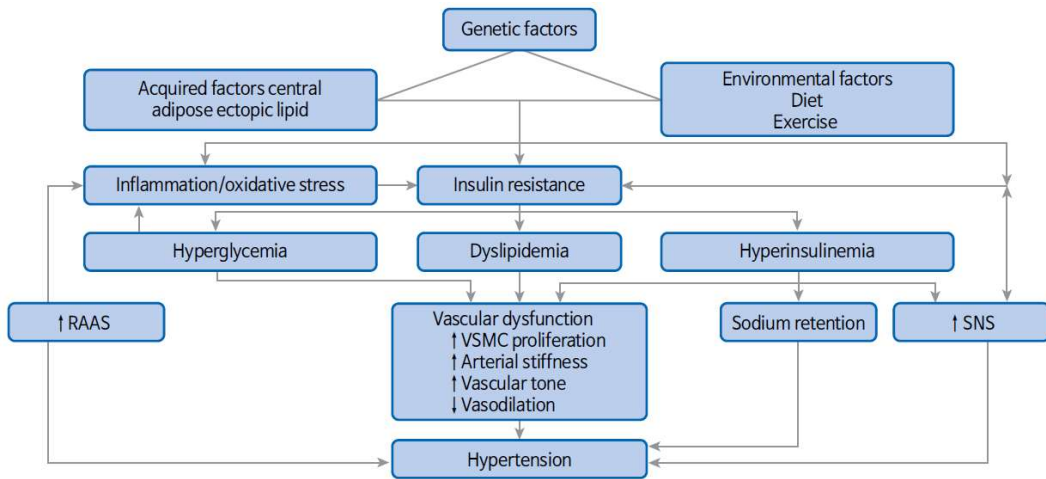 Genetic factors
Acquired factors central
adipose ectopic lipid
Environmental factors
Diet
Exercise
Inflammation/oxidative stress
Insulin resistance
Hyperglycemia
Dyslipidemia
Hyperinsulinemia
↑ RAAS
Vascular dysfunction
↑ VSMC proliferation
↑ Arterial stiffness
↑ Vascular tone
↓ Vasodilation
Sodium retention
↑ SNS
Hypertension